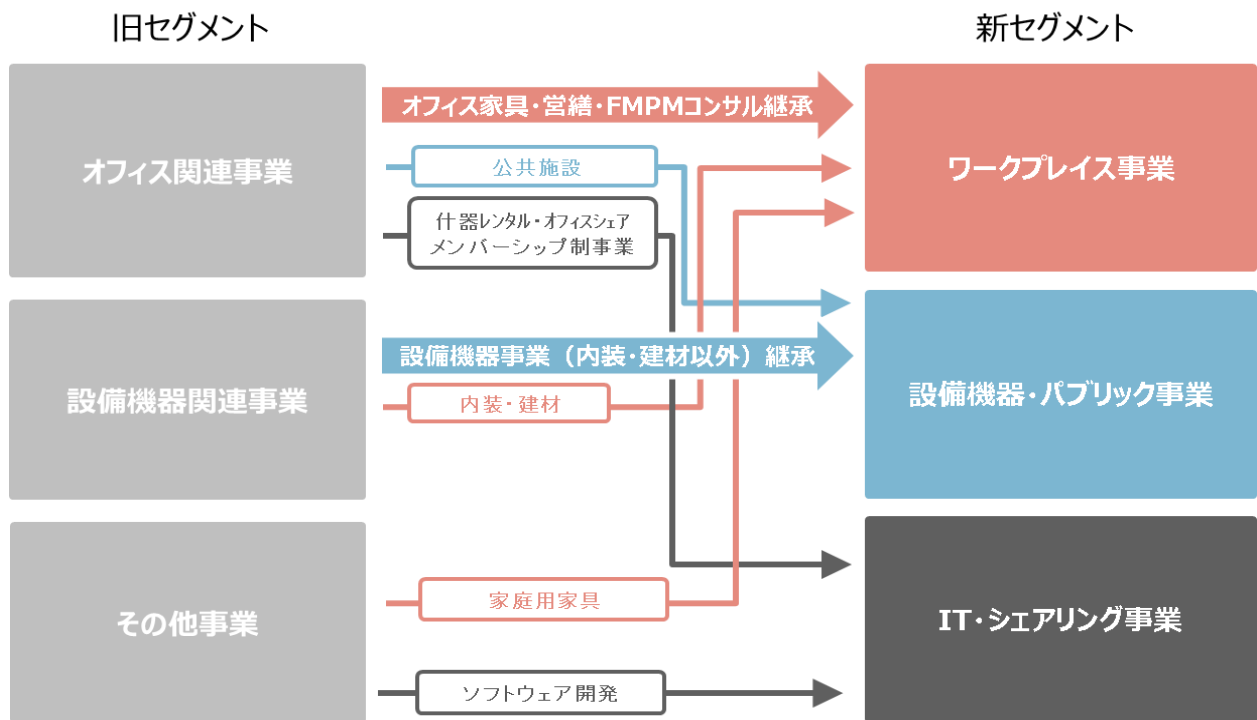 旧セグメント
新セグメント
オフィス関連事業
オフィス家具・営繕・FMPMコンサル継承
公共施設
什器レンタル・オフィスシェア
メンバーシップ制事業
ワークプレイス事業
設備機器関連事業
設備機器事業（内装・建材以外）継承
内装・建材
設備機器・パブリック事業
その他事業
家庭用家具
ソフトウェア開発
IT・シェアリング事業